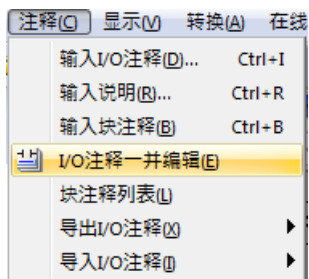 注释(C) 显示(V) 转换(A) 在线
输入I/O注释(D)... Ctrl+I
输入说明(R)... Ctrl+R
输入块注释(B) Ctrl+B
I/O注释一并编辑(E)
块注释列表(L)
导出I/O注释(X)
导入I/O注释(I)